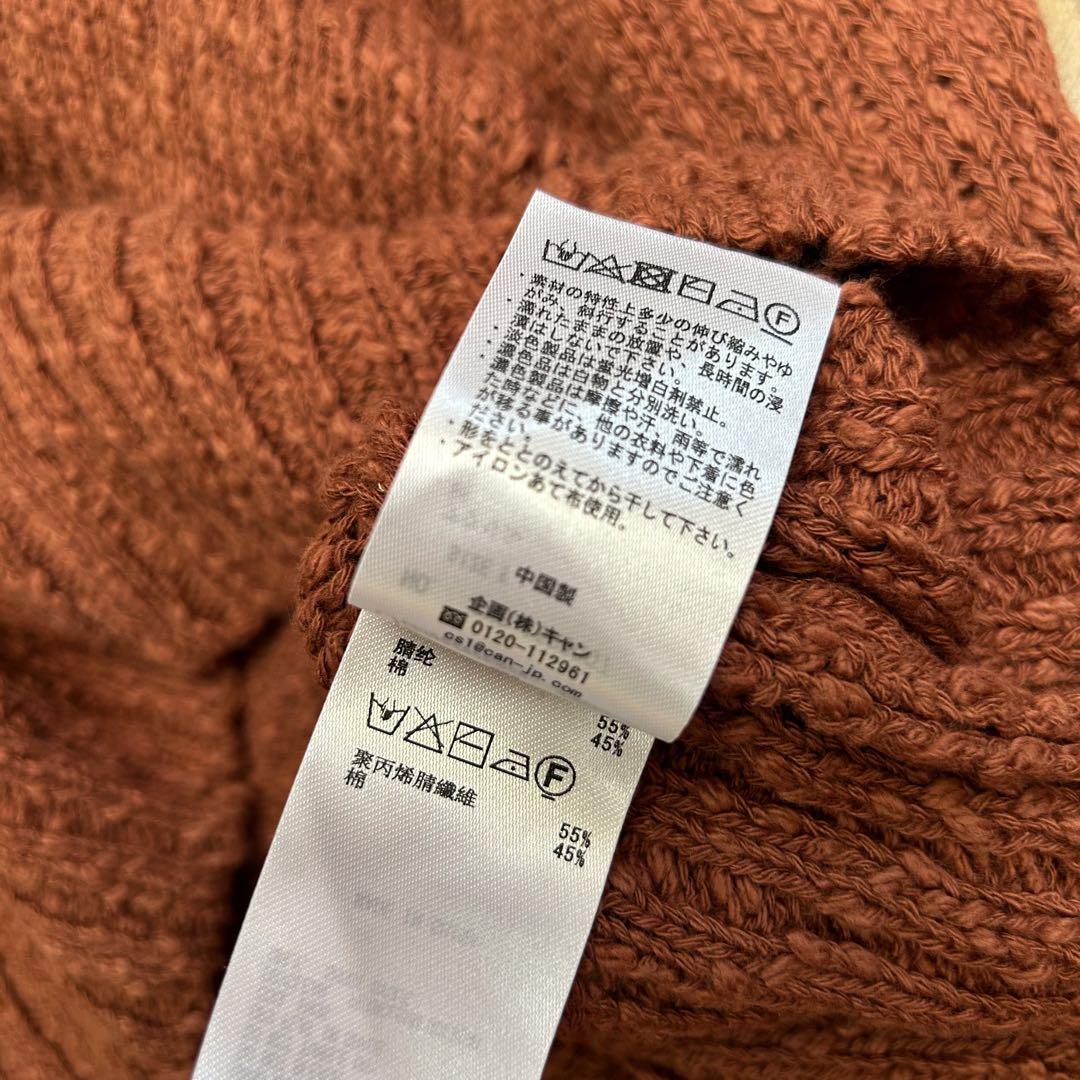 F
・素材の特性上多少の伸び縮みやゆ
がみ、斜行することがあります。
・濡れたままの放置や、長時間の浸
漬はしないで下さい。
・淡色製品は蛍光増白剤禁止。
・濃色品は白物と分別洗い。
・濃色製品は摩擦や汗、雨等で濡れ
た時などに、他の衣料や下着に色
が移る事がありますのでご注意く
ださい。
・形をととのえてから干して下さい。
・アイロンあて布使用。
中国製
企画(株)キャン
0120-112961
cs1@can-jp.com
腈纶 55%
棉 45%
F
聚丙烯腈纖維 55%
棉 45%